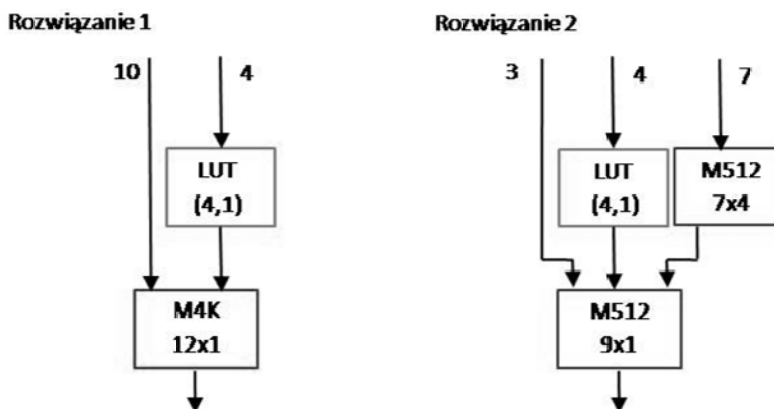 Rozwiązanie 1
10
4
LUT
(4,1)
M4K
12x1
Rozwiązanie 2
3
4
7
LUT
(4,1)
M512
7x4
M512
9x1